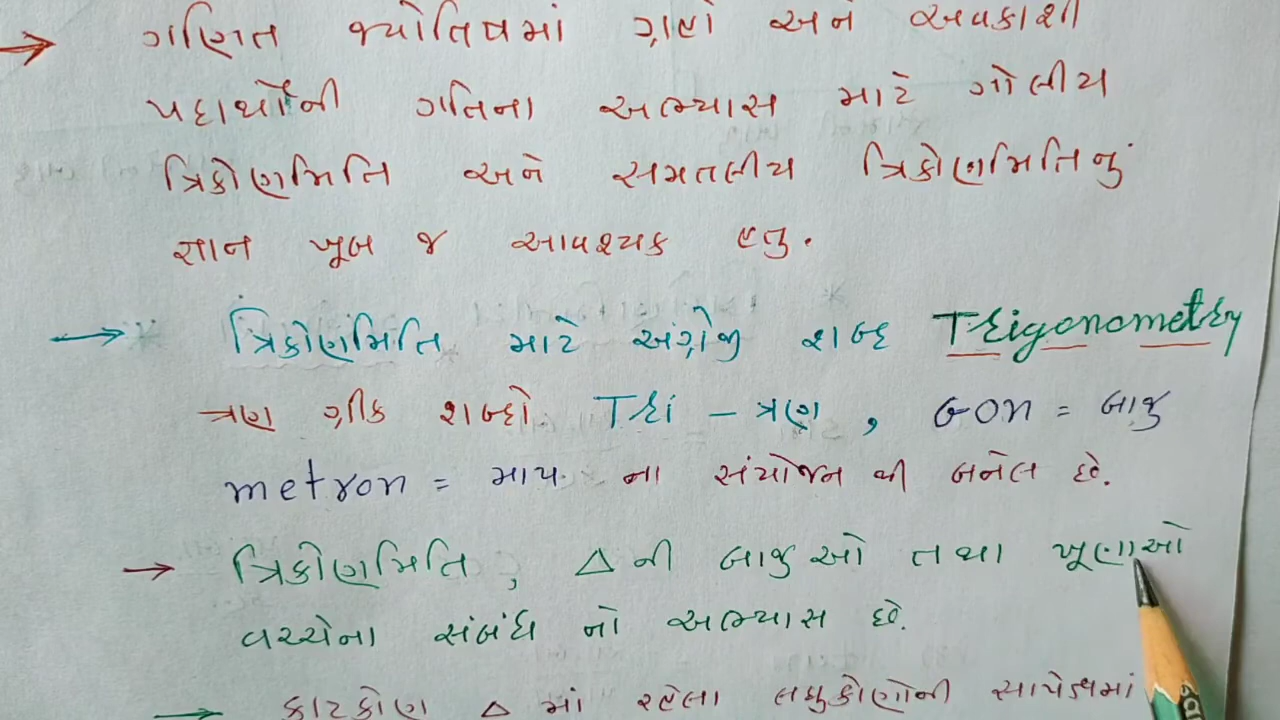 → ગણિત જ્યોતિષમાં ગ્રહો અને અવકાશી
પદાર્થોની ગતિના અભ્યાસ માટે ગોલીય
ત્રિકોણમિતિ અને સમતલીય ત્રિકોણમિતિનું
જ્ઞાન ખૂબ જ આવશ્યક હતુ.
→ ત્રિકોણમિતિ માટે અંગ્રેજી શબ્દ Trigonometry
ત્રણ ગ્રીક શબ્દો Tri - ત્રણ, Gon = બાજુ
metron = માપ ના સંયોજન થી બનેલ છે.
→ ત્રિકોણમિતિ, Δ ની બાજુઓ તથા ખૂણાઓ
વચ્ચેના સંબંધ નો અભ્યાસ છે.
→ કાટકોણ Δ માં રહેલા લઘુકોણોની સાપેક્ષમાં